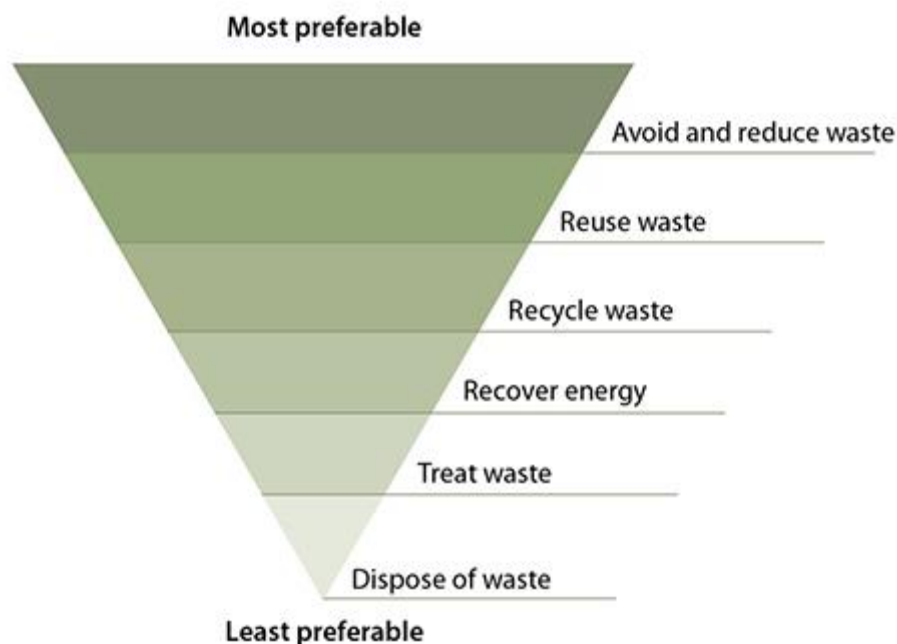 Most preferable
Avoid and reduce waste
Reuse waste
Recycle waste
Recover energy
Treat waste
Dispose of waste
Least preferable